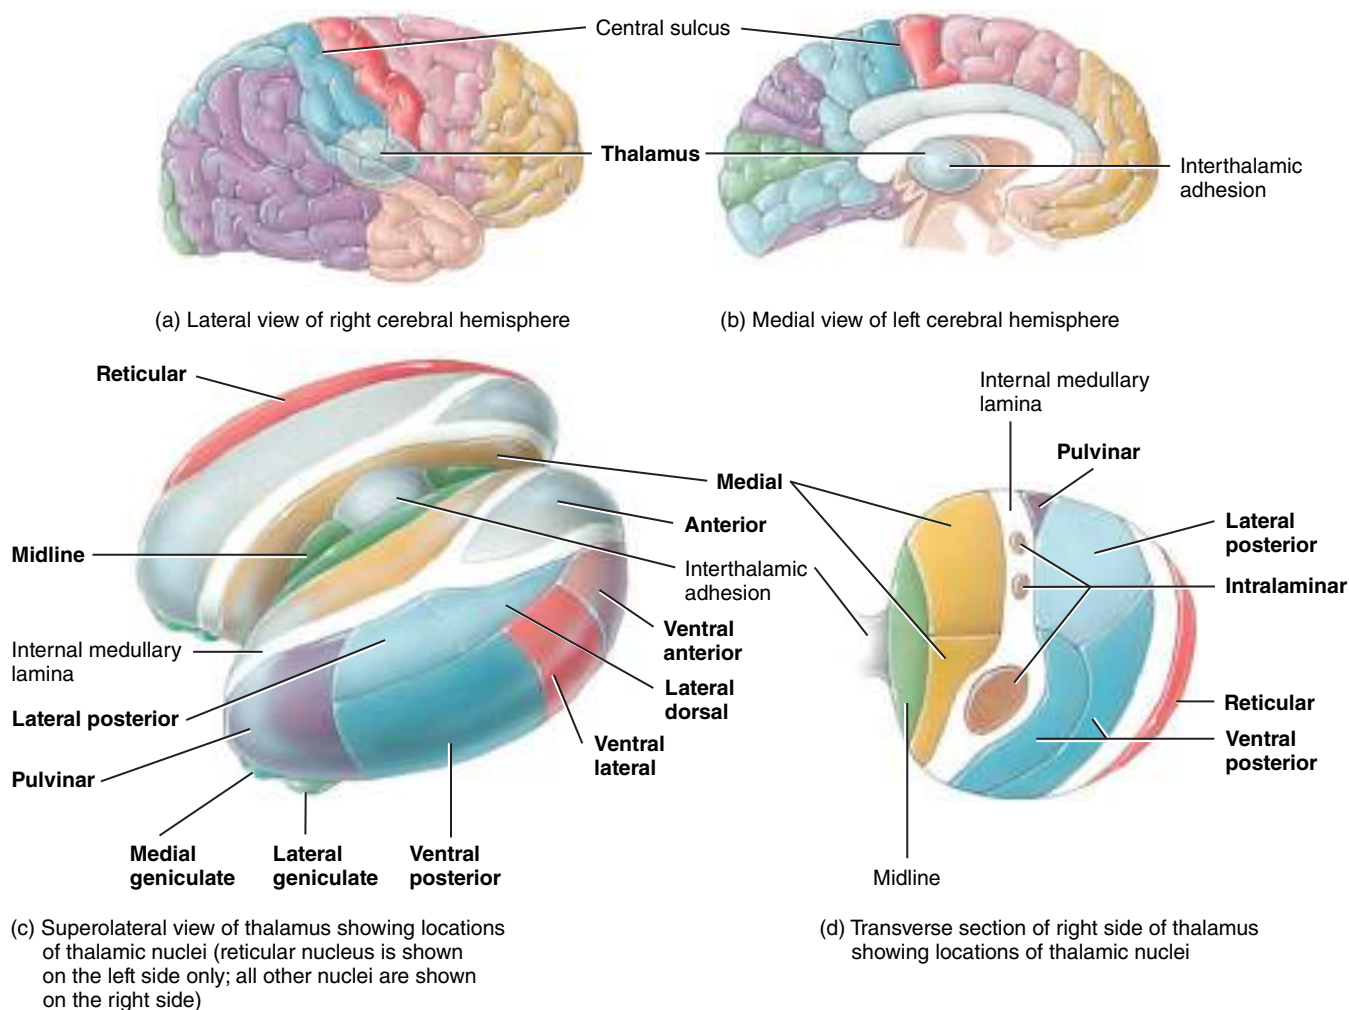 Central sulcus
Thalamus
Interthalamic
adhesion
(a) Lateral view of right cerebral hemisphere
(b) Medial view of left cerebral hemisphere
Reticular
Midline
Internal medullary
lamina
Lateral posterior
Pulvinar
Medial
geniculate
Lateral
geniculate
Ventral
posterior
Medial
Anterior
Interthalamic
adhesion
Ventral
anterior
Lateral
dorsal
Ventral
lateral
(c) Superolateral view of thalamus showing locations
of thalamic nuclei (reticular nucleus is shown
on the left side only; all other nuclei are shown
on the right side)
Internal medullary
lamina
Pulvinar
Lateral
posterior
Intralaminar
Reticular
Ventral
posterior
Midline
(d) Transverse section of right side of thalamus
showing locations of thalamic nuclei